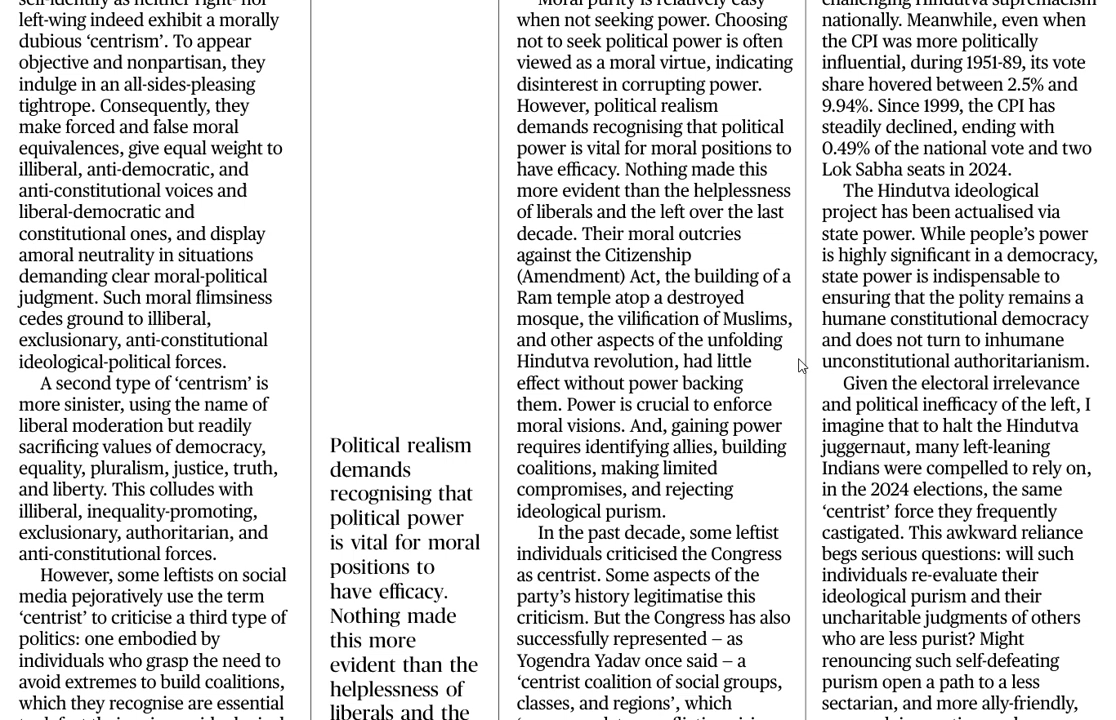 self-identify as neither right- nor
left-wing indeed exhibit a morally
dubious ‘centrism’. To appear
objective and nonpartisan, they
indulge in an all-sides-pleasing
tightrope. Consequently, they
make forced and false moral
equivalences, give equal weight to
illiberal, anti-democratic, and
anti-constitutional voices and
liberal-democratic and
constitutional ones, and display
amoral neutrality in situations
demanding clear moral-political
judgment. Such moral flimsiness
cedes ground to illiberal,
exclusionary, anti-constitutional
ideological-political forces.
A second type of ‘centrism’ is
more sinister, using the name of
liberal moderation but readily
sacrificing values of democracy,
equality, pluralism, justice, truth,
and liberty. This colludes with
illiberal, inequality-promoting,
exclusionary, authoritarian, and
anti-constitutional forces.
However, some leftists on social
media pejoratively use the term
‘centrist’ to criticise a third type of
politics: one embodied by
individuals who grasp the need to
avoid extremes to build coalitions,
which they recognise are essential
Political realism
demands
recognising that
political power
is vital for moral
positions to
have efficacy.
Nothing made
this more
evident than the
helplessness of
liberals and the
Moral purity is relatively easy
when not seeking power. Choosing
not to seek political power is often
viewed as a moral virtue, indicating
disinterest in corrupting power.
However, political realism
demands recognising that political
power is vital for moral positions to
have efficacy. Nothing made this
more evident than the helplessness
of liberals and the left over the last
decade. Their moral outcries
against the Citizenship
(Amendment) Act, the building of a
Ram temple atop a destroyed
mosque, the vilification of Muslims,
and other aspects of the unfolding
Hindutva revolution, had little
effect without power backing
them. Power is crucial to enforce
moral visions. And, gaining power
requires identifying allies, building
coalitions, making limited
compromises, and rejecting
ideological purism.
In the past decade, some leftist
individuals criticised the Congress
as centrist. Some aspects of the
party’s history legitimatise this
criticism. But the Congress has also
successfully represented – as
Yogendra Yadav once said – a
‘centrist coalition of social groups,
classes, and regions’, which
challenging Hindutva supremacism
nationally. Meanwhile, even when
the CPI was more politically
influential, during 1951-89, its vote
share hovered between 2.5% and
9.94%. Since 1999, the CPI has
steadily declined, ending with
0.49% of the national vote and two
Lok Sabha seats in 2024.
The Hindutva ideological
project has been actualised via
state power. While people’s power
is highly significant in a democracy,
state power is indispensable to
ensuring that the polity remains a
humane constitutional democracy
and does not turn to inhumane
unconstitutional authoritarianism.
Given the electoral irrelevance
and political inefficacy of the left, I
imagine that to halt the Hindutva
juggernaut, many left-leaning
Indians were compelled to rely on,
in the 2024 elections, the same
‘centrist’ force they frequently
castigated. This awkward reliance
begs serious questions: will such
individuals re-evaluate their
ideological purism and their
uncharitable judgments of others
who are less purist? Might
renouncing such self-defeating
purism open a path to a less
sectarian, and more ally-friendly,